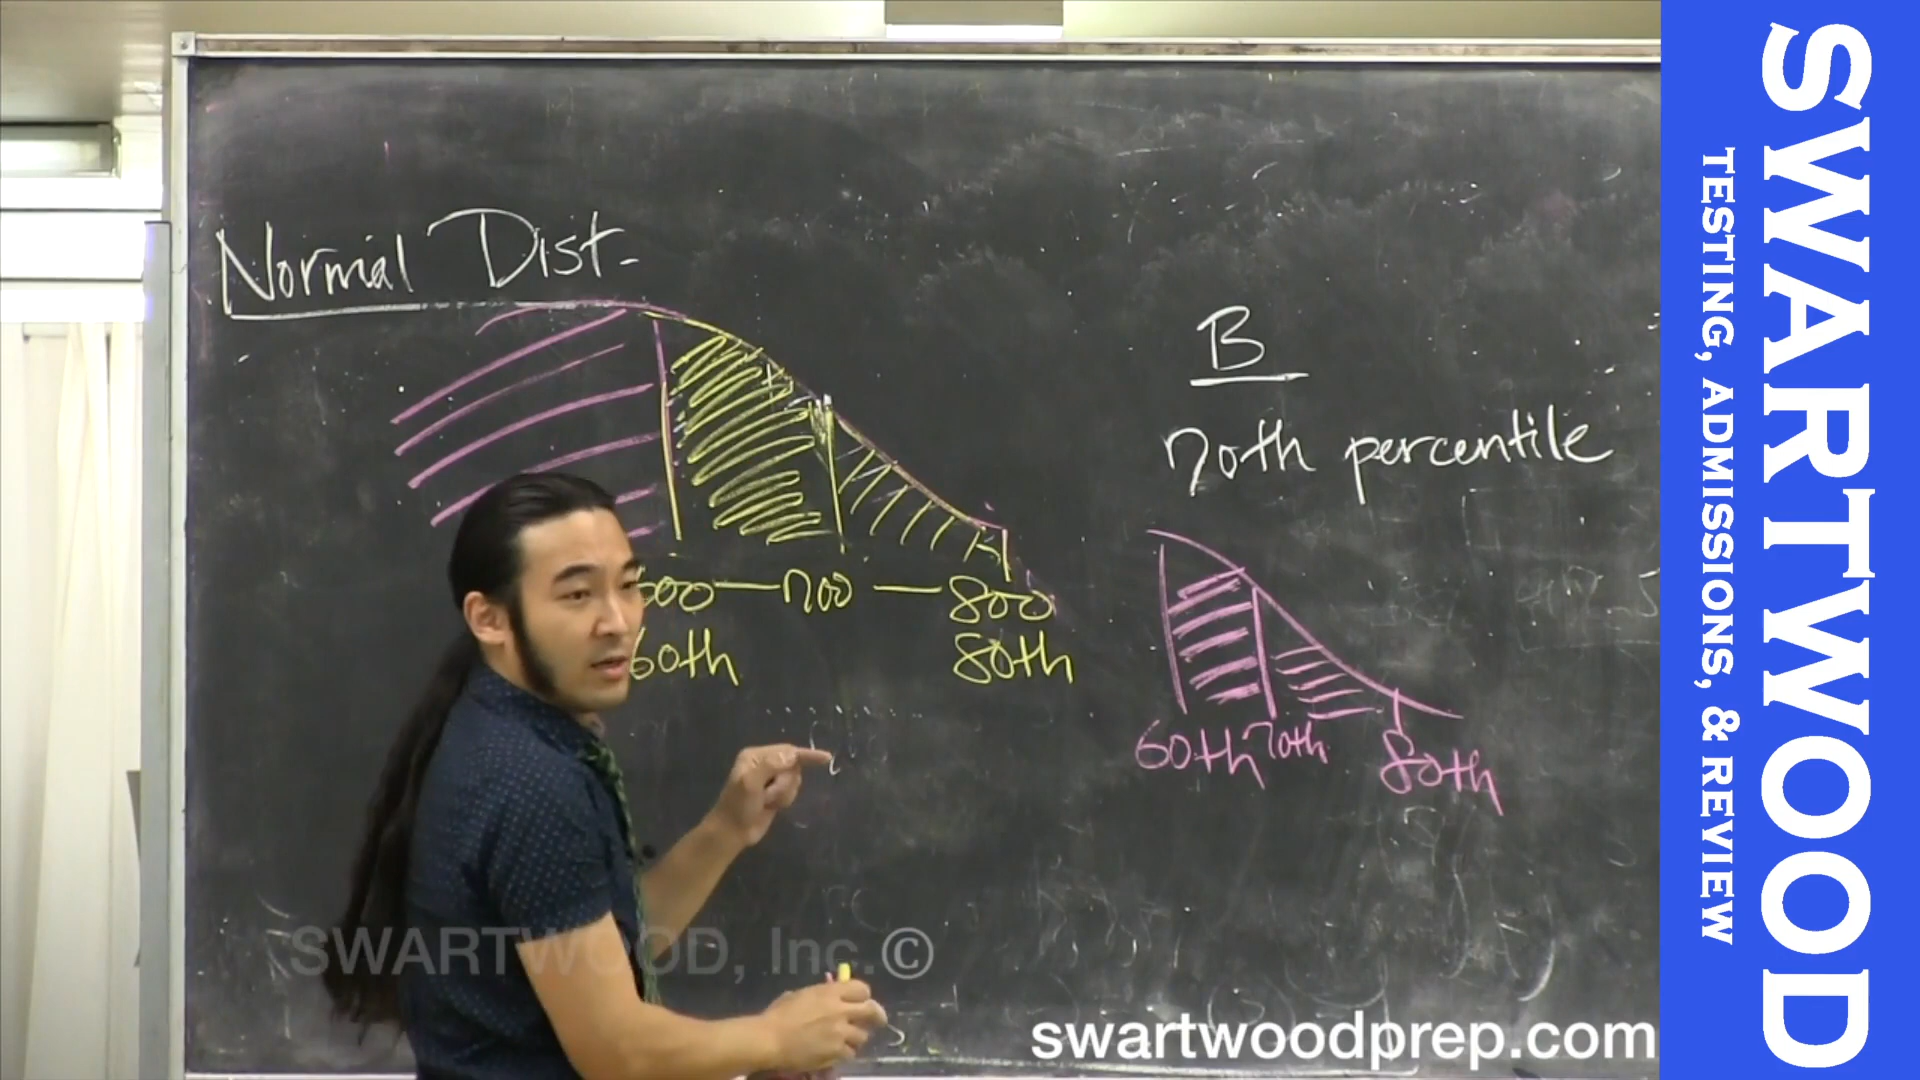 Normal Dist.
600 — 700 — 800
60th 80th
B
70th percentile
60th 70th 80th
SWARTWOOD, Inc.©
swartwoodprep.com
SWARTWOOD
TESTING, ADMISSIONS, & REVIEW